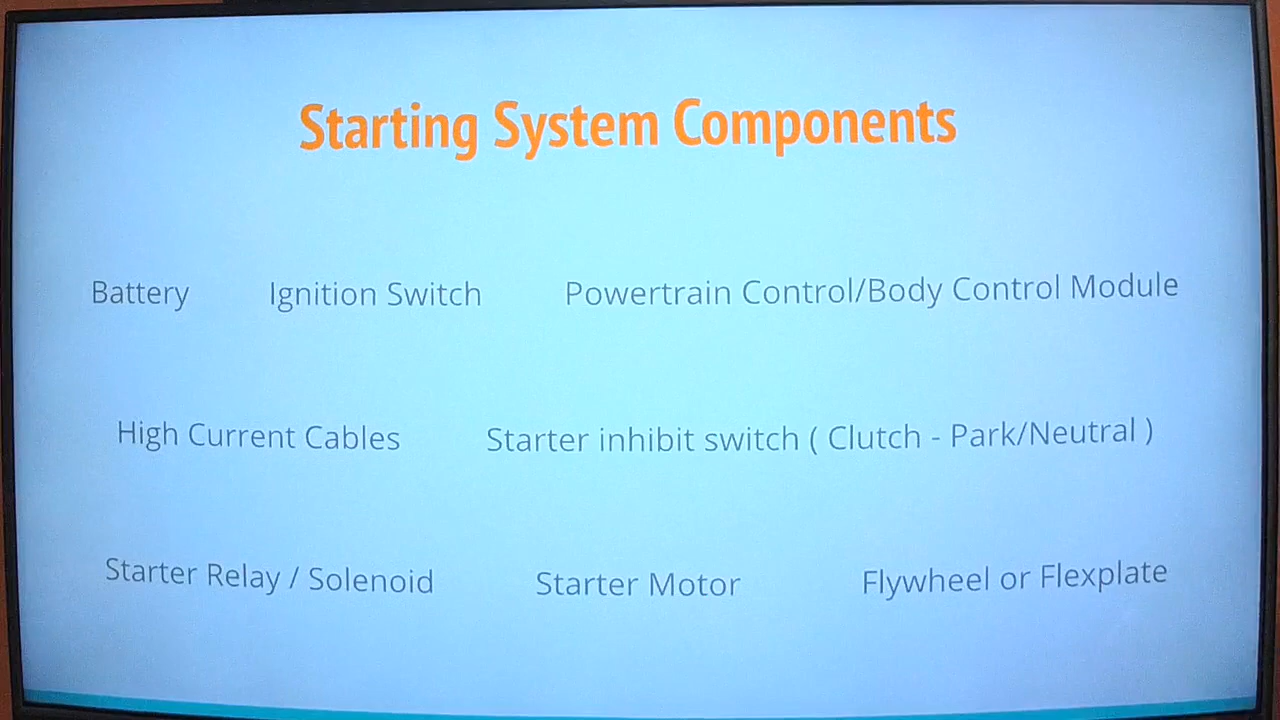 Starting System Components
Battery Ignition Switch Powertrain Control/Body Control Module
High Current Cables Starter inhibit switch ( Clutch - Park/Neutral )
Starter Relay / Solenoid Starter Motor Flywheel or Flexplate